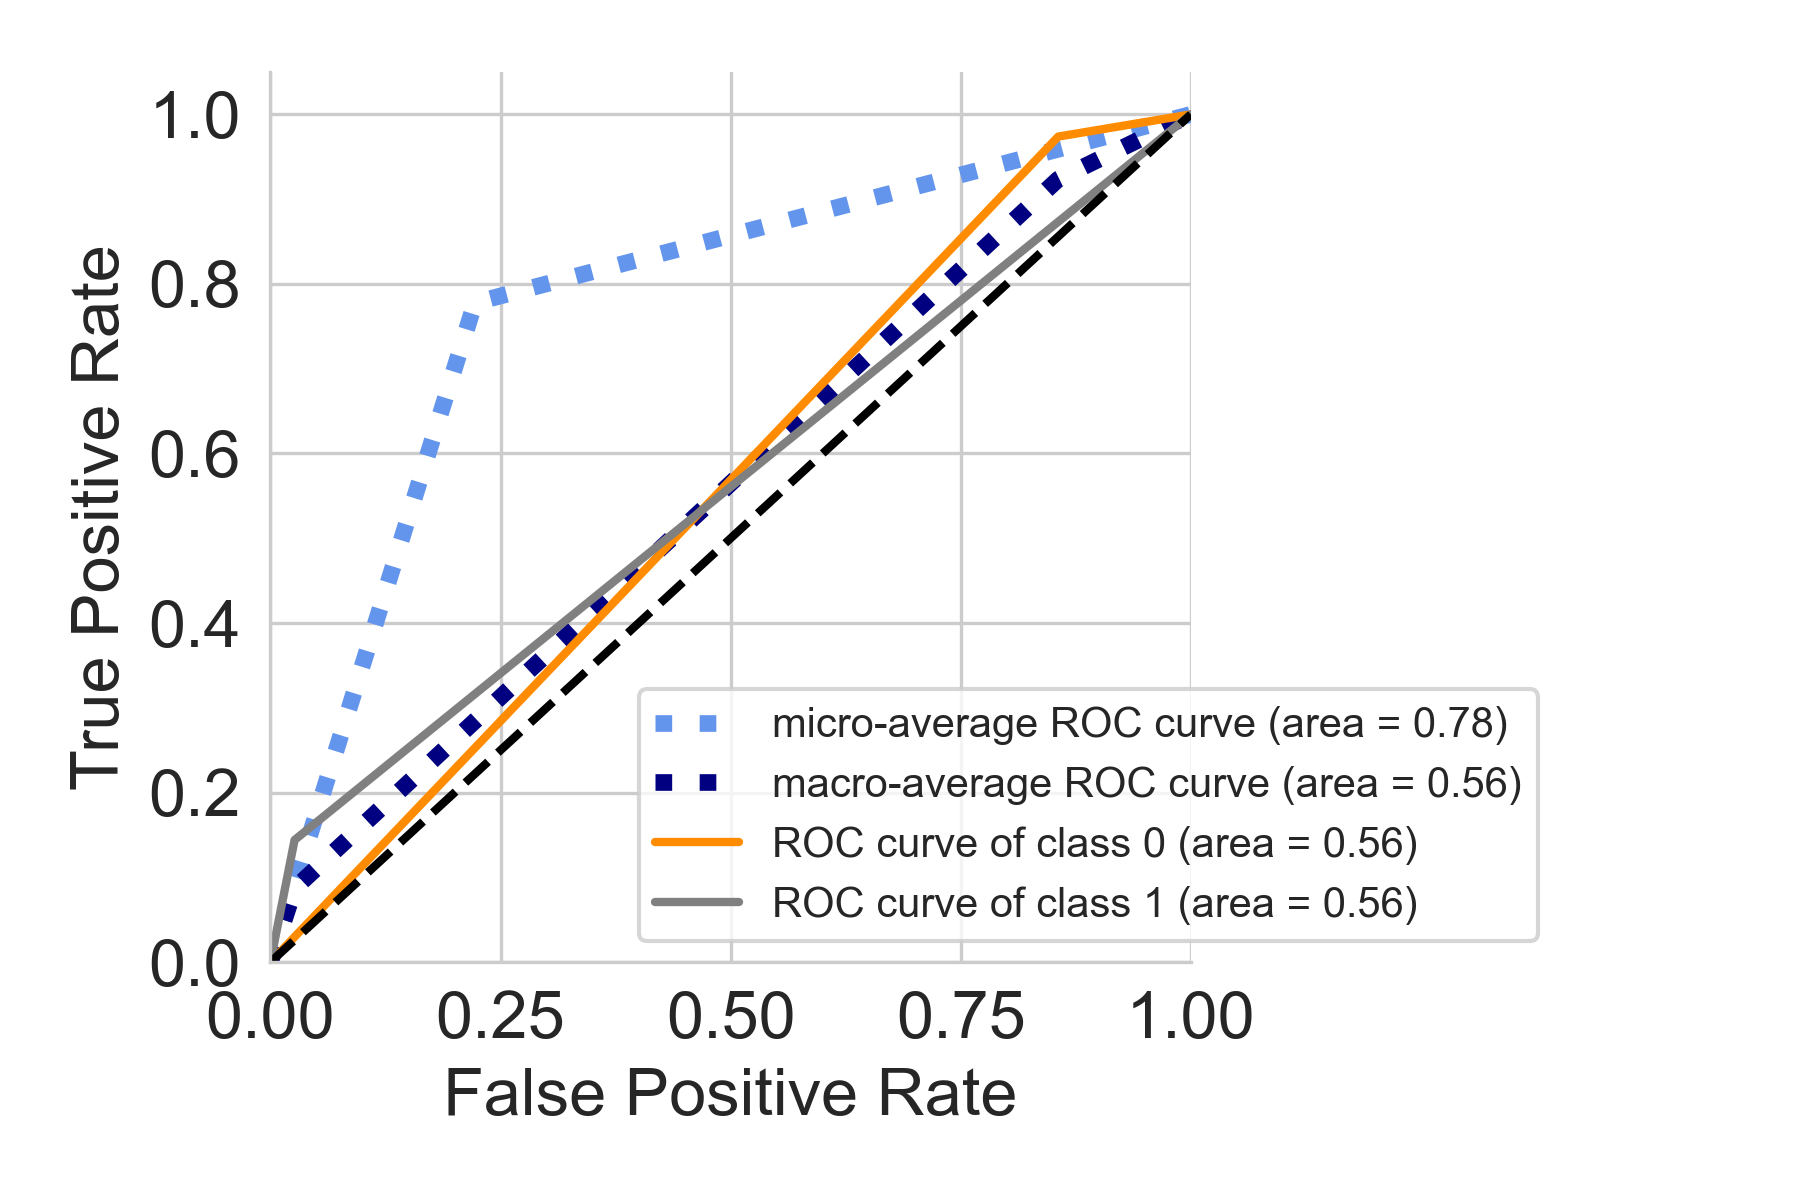 1.0
0.8
0.6
0.4
0.2
0.0
True Positive Rate
micro-average ROC curve (area = 0.78)
macro-average ROC curve (area = 0.56)
ROC curve of class 0 (area = 0.56)
ROC curve of class 1 (area = 0.56)
0.00 0.25 0.50 0.75 1.00
False Positive Rate